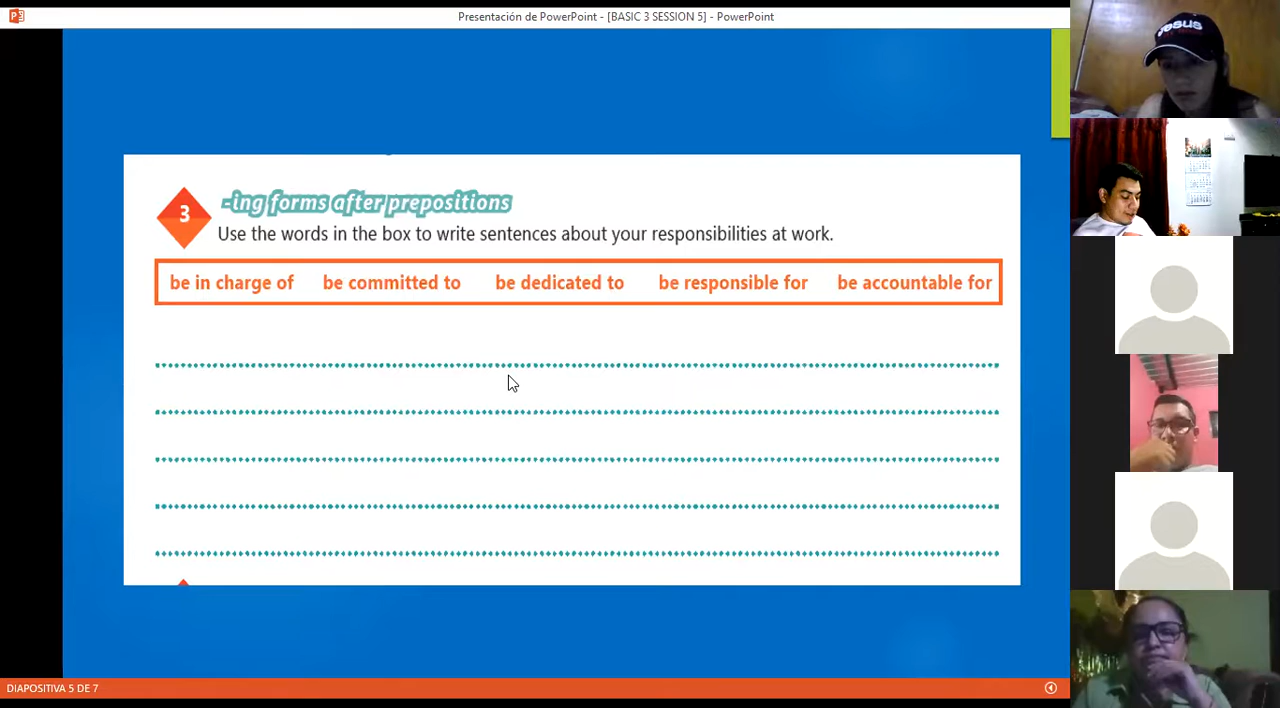 Presentación de PowerPoint - [BASIC 3 SESSION 5] - PowerPoint
3
-ing forms after prepositions
Use the words in the box to write sentences about your responsibilities at work.
be in charge of be committed to be dedicated to be responsible for be accountable for
DIAPOSITIVA 5 DE 7